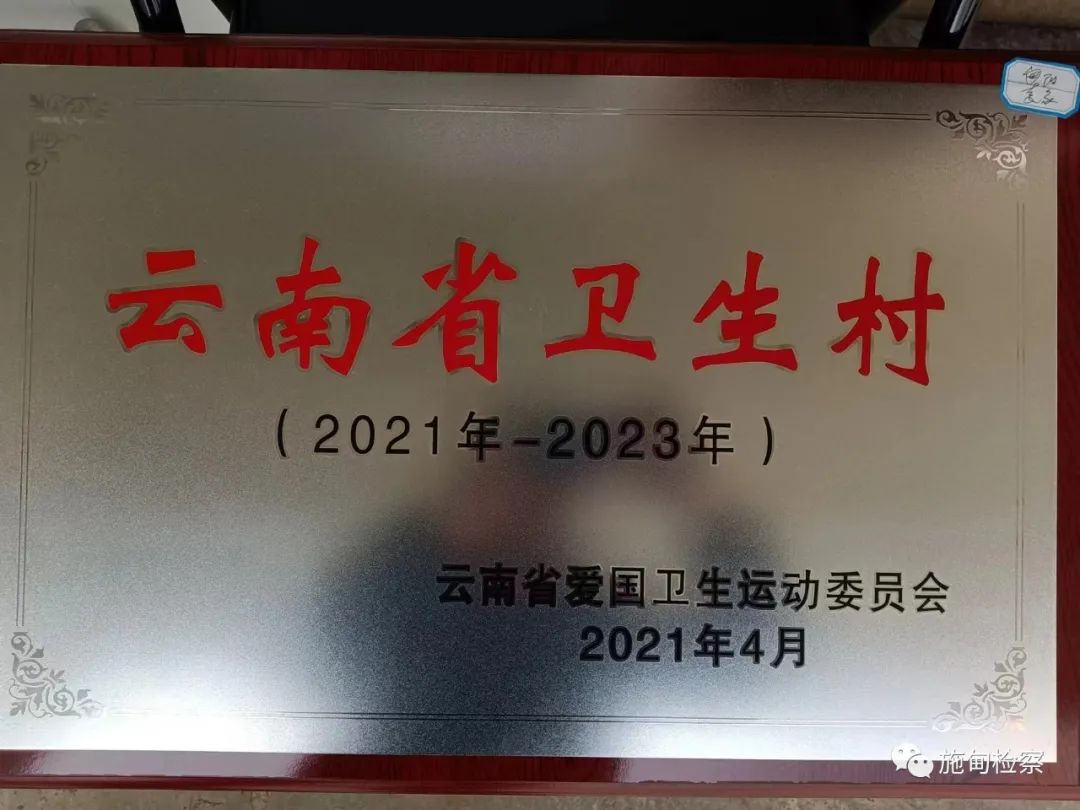 云南省卫生村
(2021年-2023年)
云南省爱国卫生运动委员会
2021年4月
施甸检察